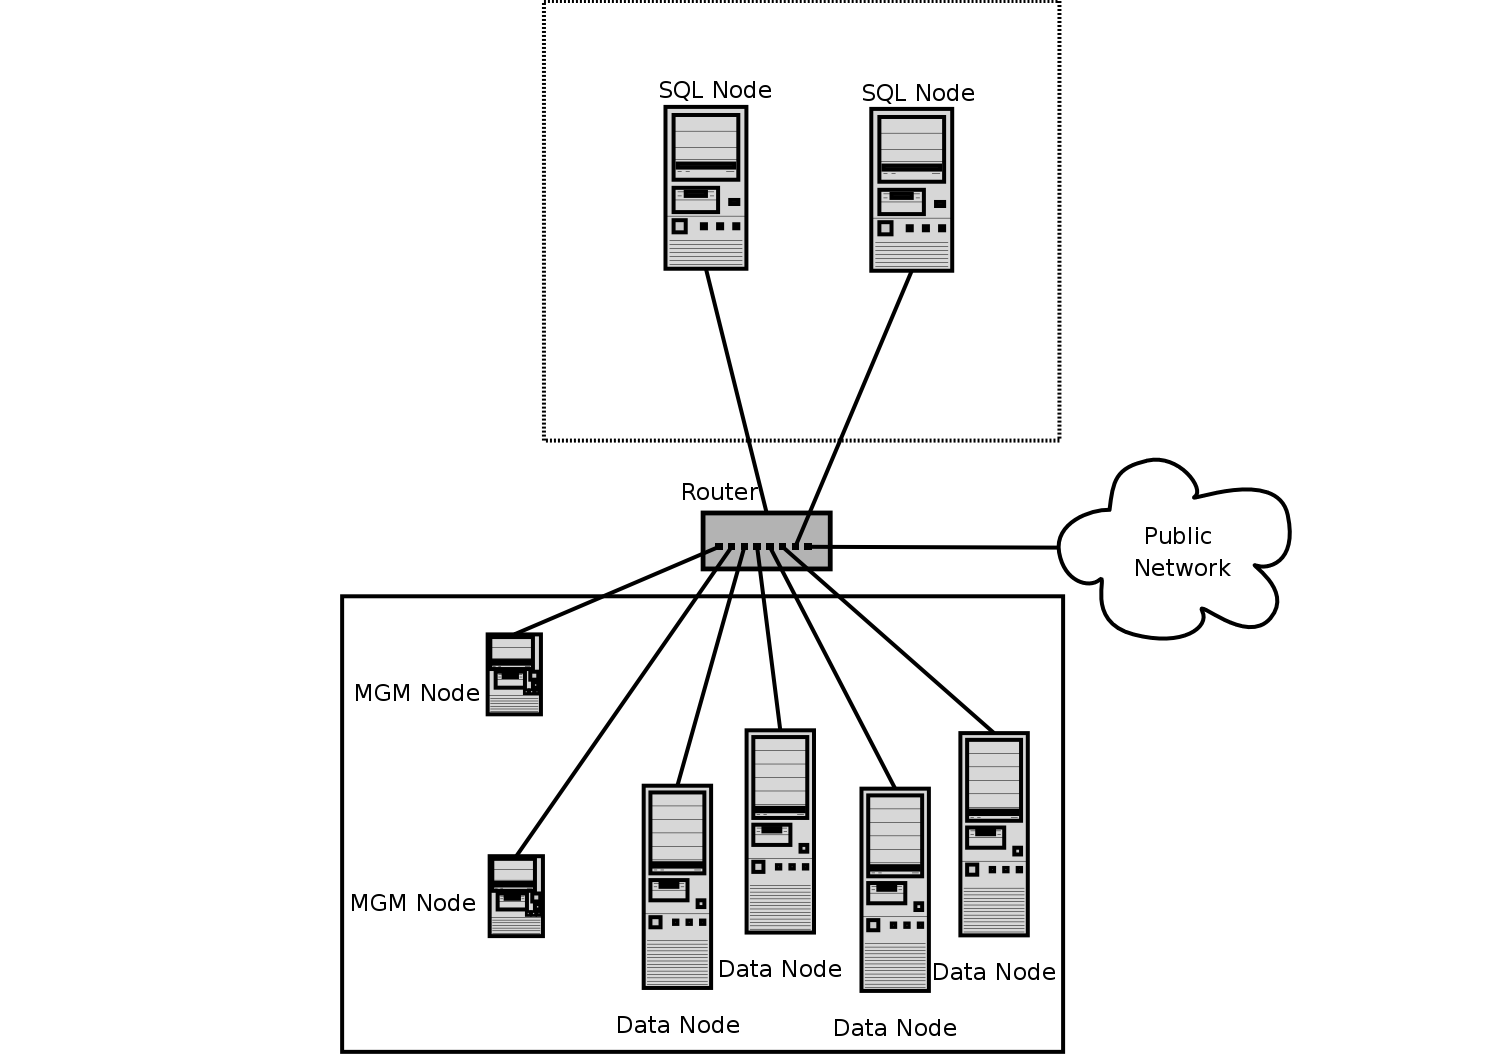 SQL Node
SQL Node
Router
Public
Network
MGM Node
MGM Node
Data Node
Data Node
Data Node
Data Node